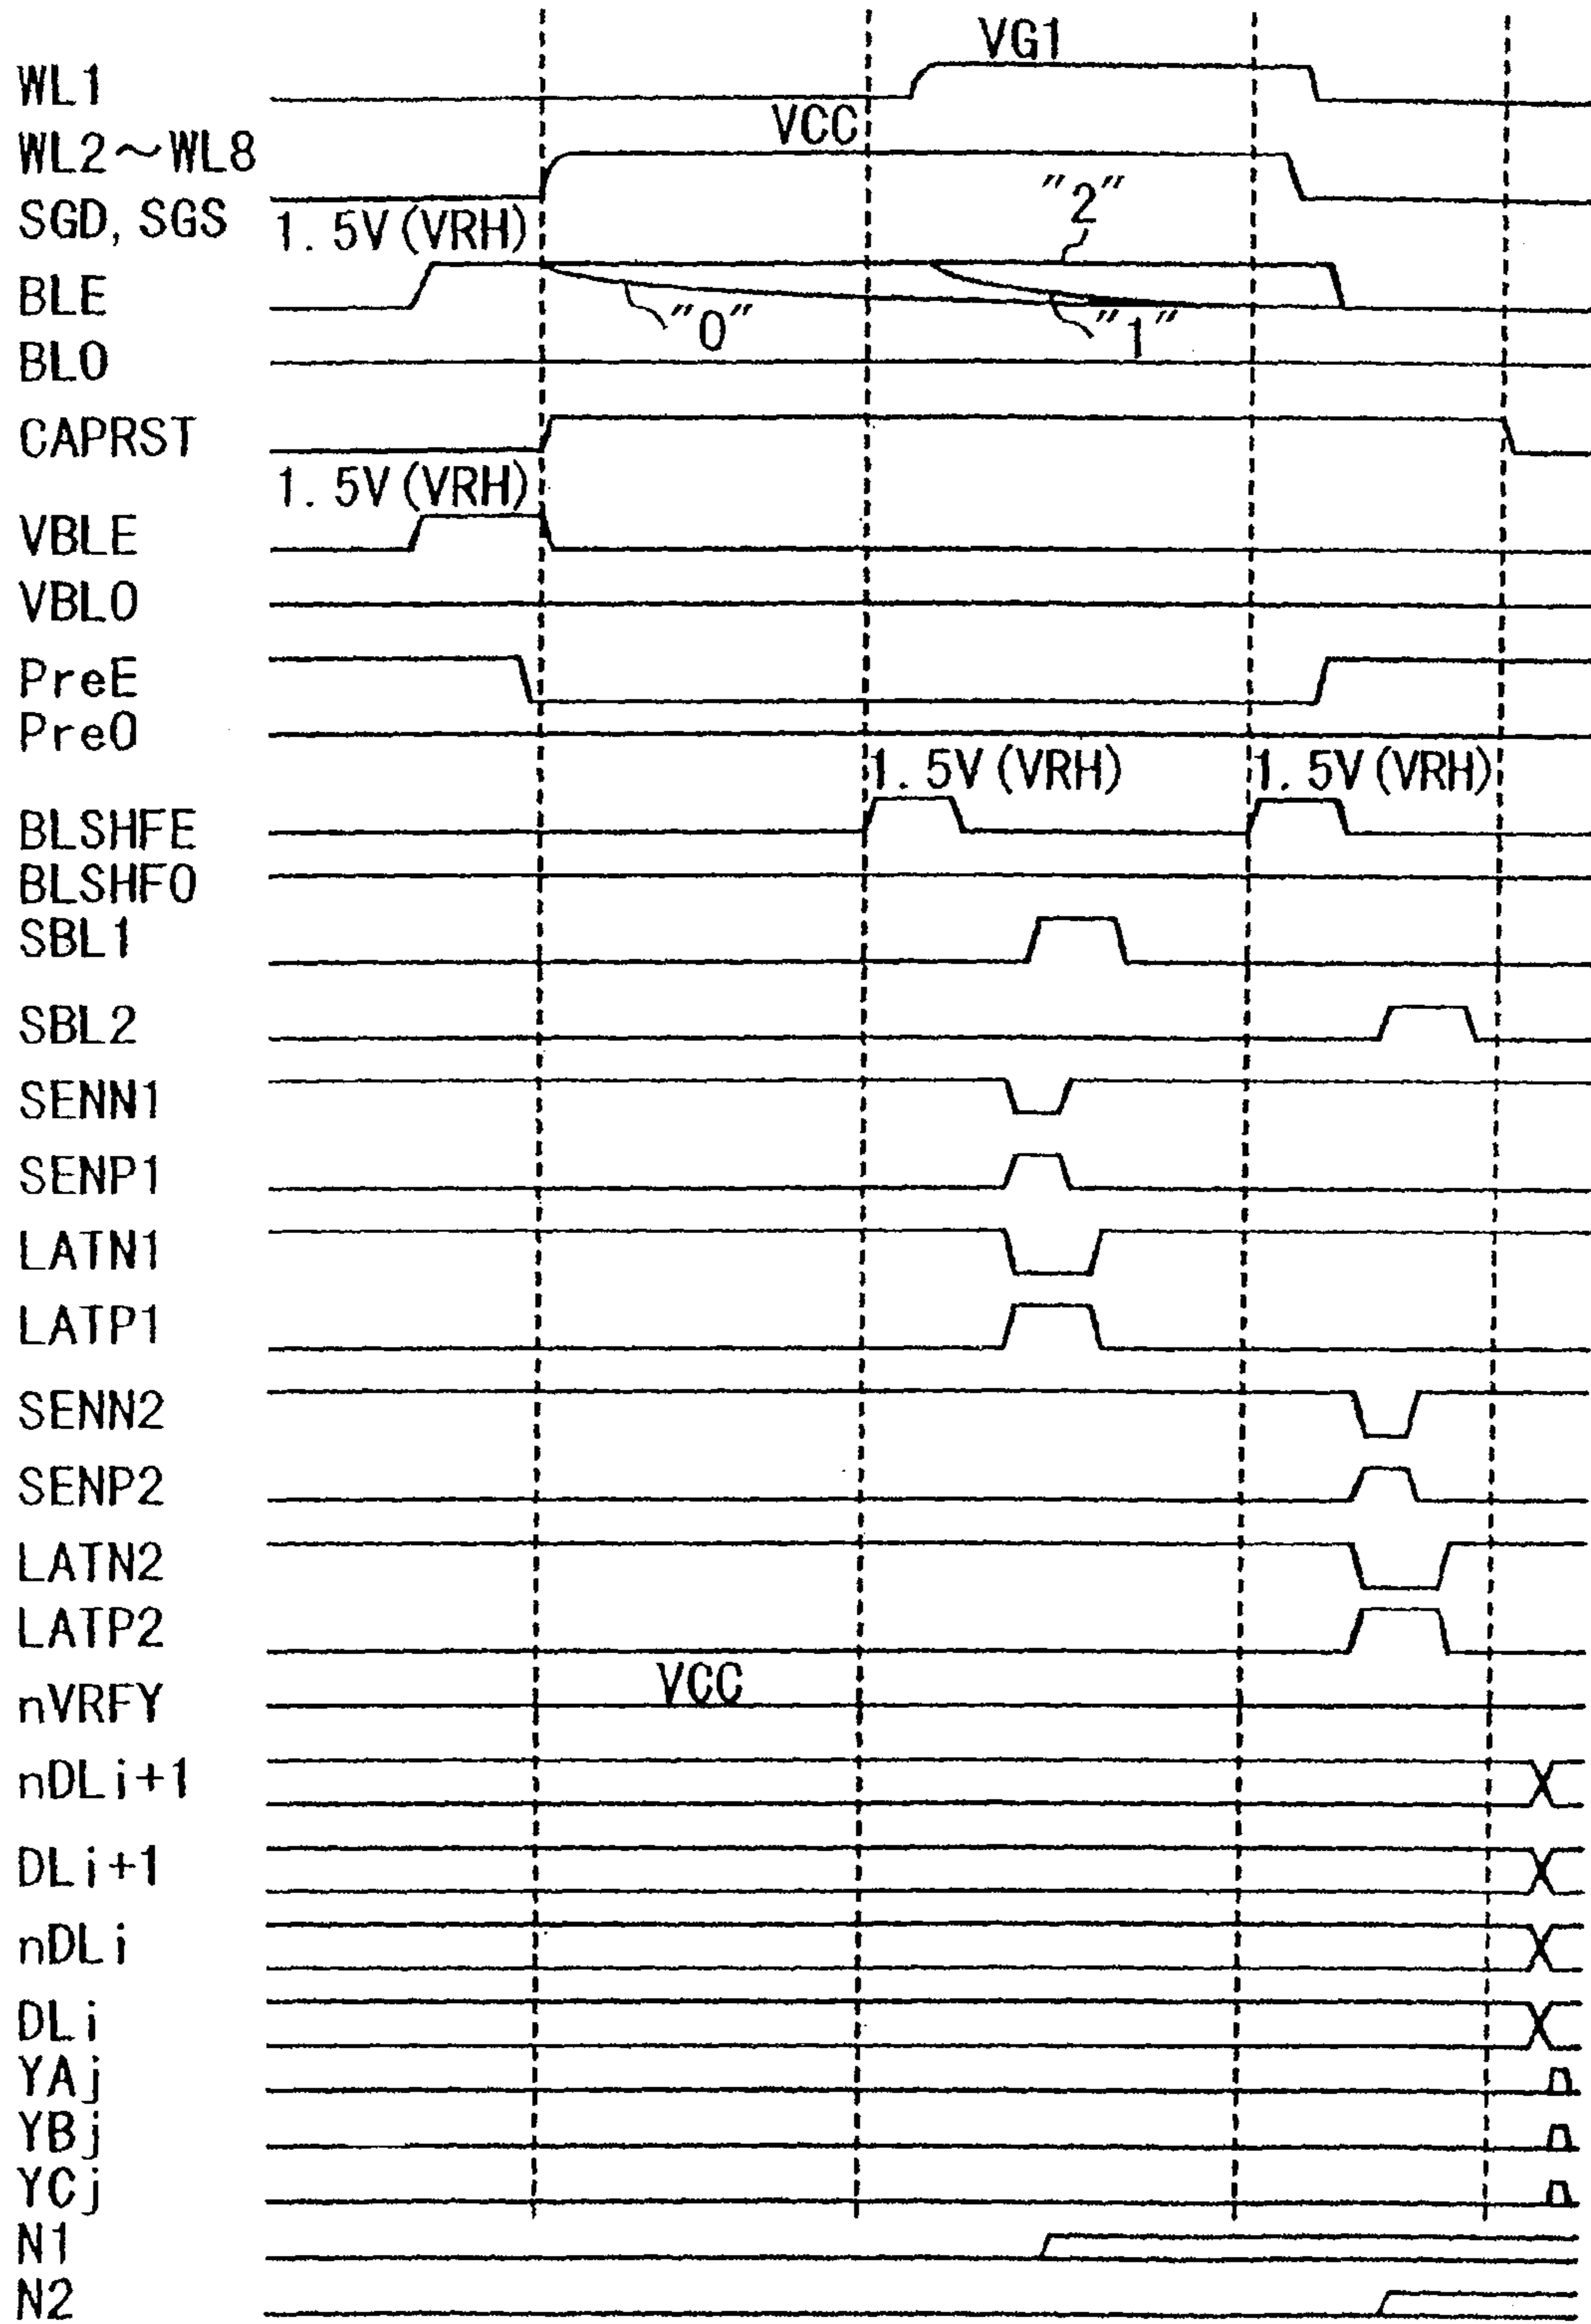 VG1
WL1
VCC
WL2~WL8
"2"
SGD, SGS
1.5V(VRH)
BLE
"0"
"1"
BLO
CAPRST
1.5V(VRH)
VBLE
VBLO
PreE
PreO
1.5V(VRH)
1.5V(VRH)
BLSHFE
BLSHFO
SBL1
SBL2
SENN1
SENP1
LATN1
LATP1
SENN2
SENP2
LATN2
LATP2
VCC
nVRFY
nDLi+1
DLi+1
nDLi
DLi
YAj
YBj
YCj
N1
N2